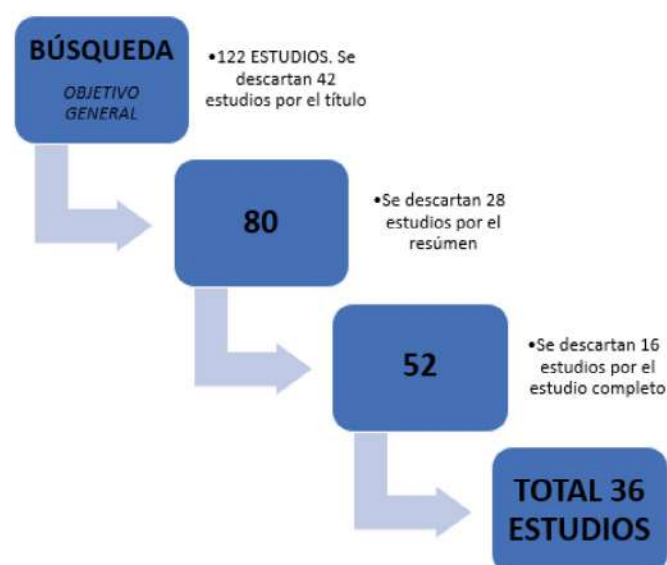 BÚSQUEDA
OBJETIVO
GENERAL
•122 ESTUDIOS. Se
descartan 42
estudios por el título
80
•Se descartan 28
estudios por el
resúmen
52
•Se descartan 16
estudios por el
estudio completo
TOTAL 36
ESTUDIOS